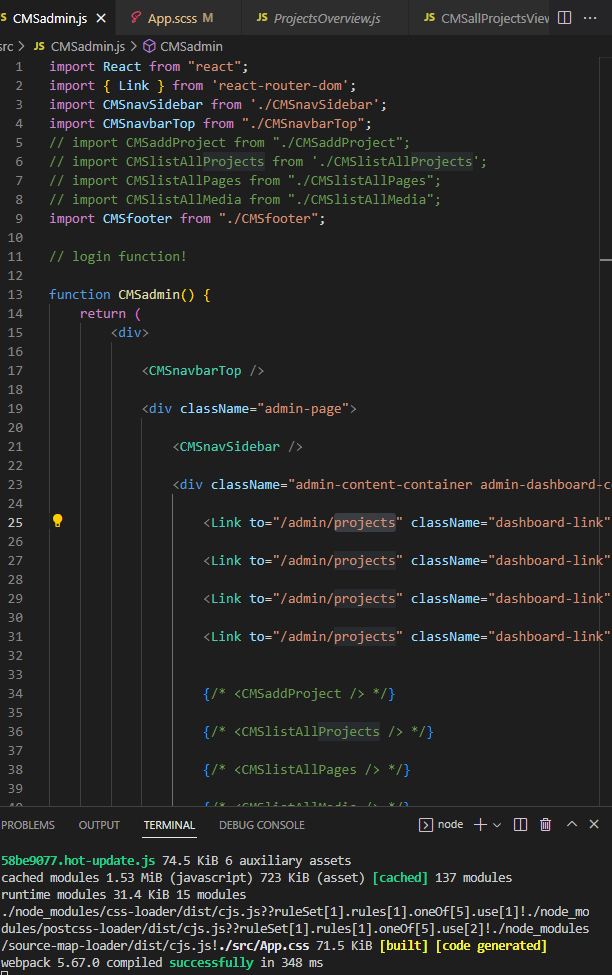 JS CMSadmin.js × App.scss M JS ProjectsOverview.js JS CMSallProjectsView ···
src > JS CMSadmin.js > CMSadmin
1 import React from "react";
2 import { Link } from 'react-router-dom';
3 import CMSnavSidebar from './CMSnavSidebar';
4 import CMSnavbarTop from "./CMSnavbarTop";
5 // import CMSaddProject from "./CMSaddProject";
6 // import CMSlistAllProjects from './CMSlistAllProjects';
7 // import CMSlistAllPages from "./CMSlistAllPages";
8 // import CMSlistAllMedia from "./CMSlistAllMedia";
9 import CMSfooter from "./CMSfooter";
10
11 // login function!
12
13 function CMSadmin() {
14 return (
15 <div>
16
17 <CMSnavbarTop />
18
19 <div className="admin-page">
20
21 <CMSnavSidebar />
22
23 <div className="admin-content-container admin-dashboard-c
24
25 <Link to="/admin/projects" className="dashboard-link"
26
27 <Link to="/admin/projects" className="dashboard-link"
28
29 <Link to="/admin/projects" className="dashboard-link"
30
31 <Link to="/admin/projects" className="dashboard-link"
32
33
34 {/* <CMSaddProject /> */}
35
36 {/* <CMSlistAllProjects /> */}
37
38 {/* <CMSlistAllPages /> */}
39
40 {/* <CMSlistAllMedia /> */}
PROBLEMS OUTPUT TERMINAL DEBUG CONSOLE node
58be9077.hot-update.js 74.5 KiB 6 auxiliary assets
cached modules 1.53 MiB (javascript) 723 KiB (asset) [cached] 137 modules
runtime modules 31.4 KiB 15 modules
./node_modules/css-loader/dist/cjs.js??ruleSet[1].rules[1].oneOf[5].use[1]!./node_mo
dules/postcss-loader/dist/cjs.js??ruleSet[1].rules[1].oneOf[5].use[2]!./node_modules
/source-map-loader/dist/cjs.js!./src/App.css 71.5 KiB [built] [code generated]
webpack 5.67.0 compiled successfully in 348 ms